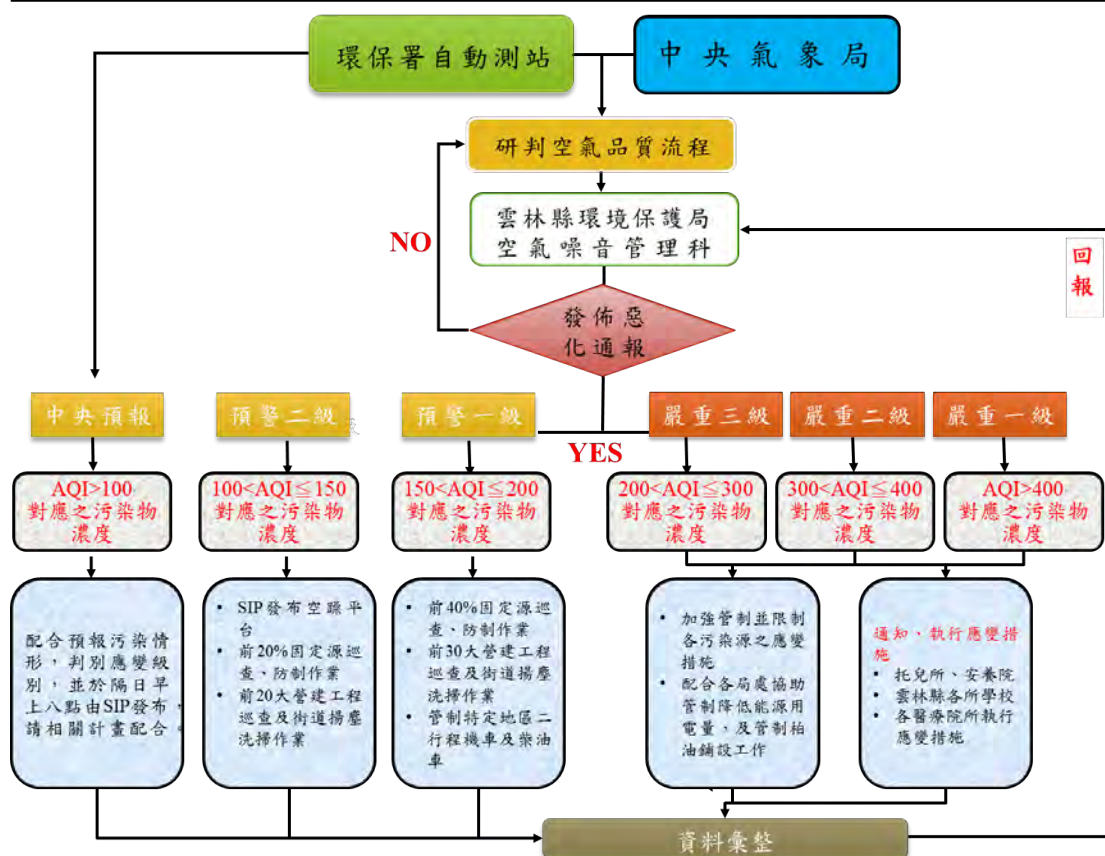 環保署自動測站
中央氣象局
研判空氣品質流程
雲林縣環境保護局
空氣噪音管理科
NO
回報
發佈惡
化通報
YES
中央預報
預警二級
預警一級
嚴重三級
嚴重二級
嚴重一級
AQI>100
對應之污染物
濃度
100<AQI≦150
對應之污染物
濃度
150<AQI≦200
對應之污染物
濃度
200<AQI≦300
對應之污染物
濃度
300<AQI≦400
對應之污染物
濃度
AQI>400
對應之污染物
濃度
配合預報污染情
形，判別應變級
別，並於隔日早
上八點由SIP發布，
請相關計畫配合。
• SIP發布空踩平
台
• 前20%固定源巡
查、防制作業
• 前20大營建工程
巡查及街道揚塵
洗掃作業
• 前40%固定源巡
查、防制作業
• 前30大營建工程
巡查及街道揚塵
洗掃作業
• 管制特定地區二
行程機車及柴油
車
• 加強管制並限制
各污染源之應變
措施
• 配合各局處協助
管制降低能源用
電量，及管制柏
油鋪設工作
通知、執行應變措
施
• 托兒所、安養院
• 雲林縣各所學校
• 各醫療院所執行
應變措施
資料彙整